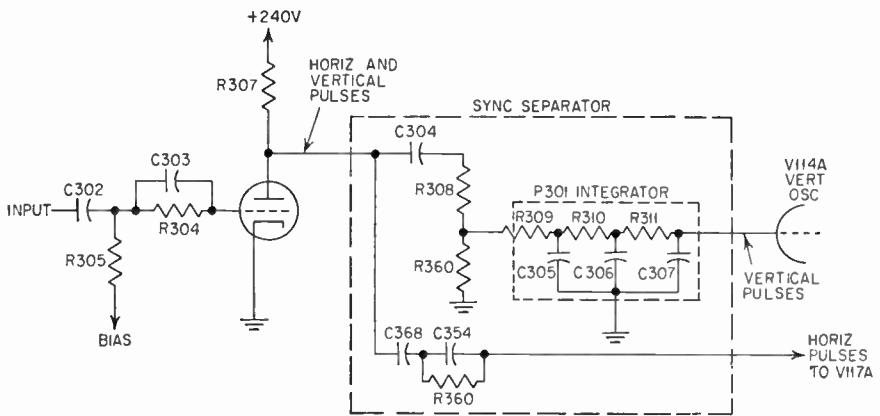 +240V
R307
HORIZ AND
VERTICAL
PULSES
SYNC SEPARATOR
C304
C303
C302
INPUT
R304
R305
BIAS
R308
R360
P301 INTEGRATOR
R309
R310
R311
C305
C306
C307
V114A
VERT
OSC
VERTICAL
PULSES
C368
C354
R360
HORIZ
PULSES
TO V117A